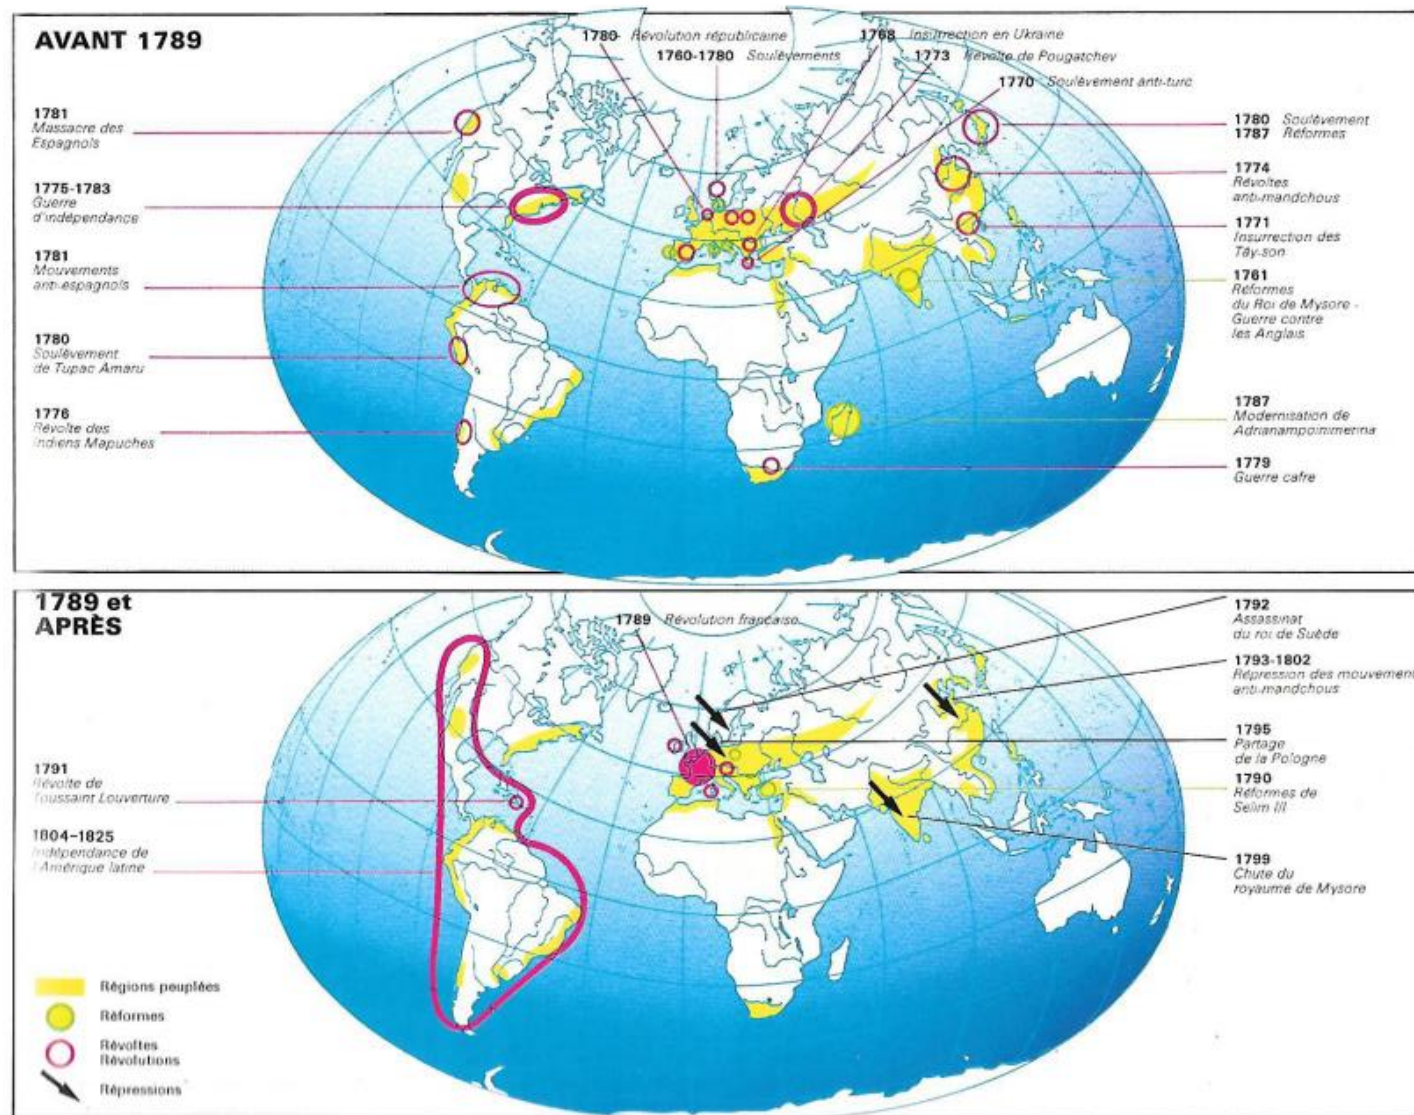 AVANT 1789
1780 Révolution républicaine
1760-1780 Soulèvements
1768 Insurrection en Ukraine
1773 Révolte de Pougatchev
1770 Soulèvement anti-turc
1781
Massacre des
Espagnols
1775-1783
Guerre
d'indépendance
1781
Mouvements
anti-espagnols
1780
Soulèvement
de Tupac Amaru
1776
Révolte des
Indiens Mapuches
1780 Soulèvement
1787 Réformes
1774
Révoltes
anti-mandchous
1771
Insurrection des
Tây-son
1761
Réformes
du Roi de Mysore -
Guerre contre
les Anglais
1787
Modernisation de
Adrianampoinimerina
1779
Guerre cafre
1789 et
APRÈS
1789 Révolution française
1791
Révolte de
Toussaint Louverture
1804-1825
Indépendance de
l'Amérique latine
1792
Assassinat
du roi de Suède
1793-1802
Répression des mouvement
anti-mandchous
1795
Partage
de la Pologne
1790
Réformes de
Selim III
1799
Chute du
royaume de Mysore
Régions peuplées
Réformes
Révoltes
Révolutions
Répressions